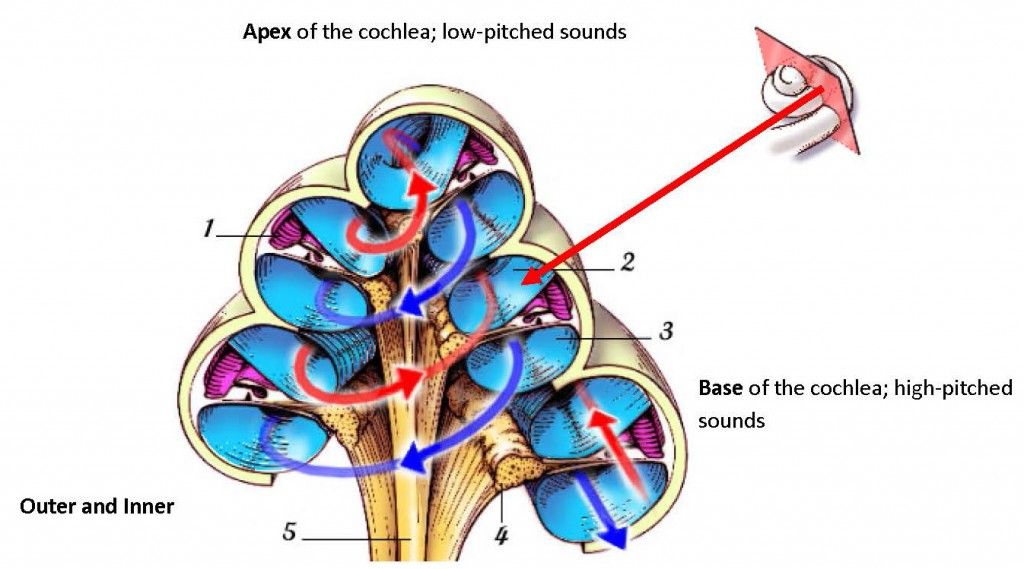 Apex of the cochlea; low-pitched sounds
1
2
3
Base of the cochlea; high-pitched
sounds
Outer and Inner
5
4